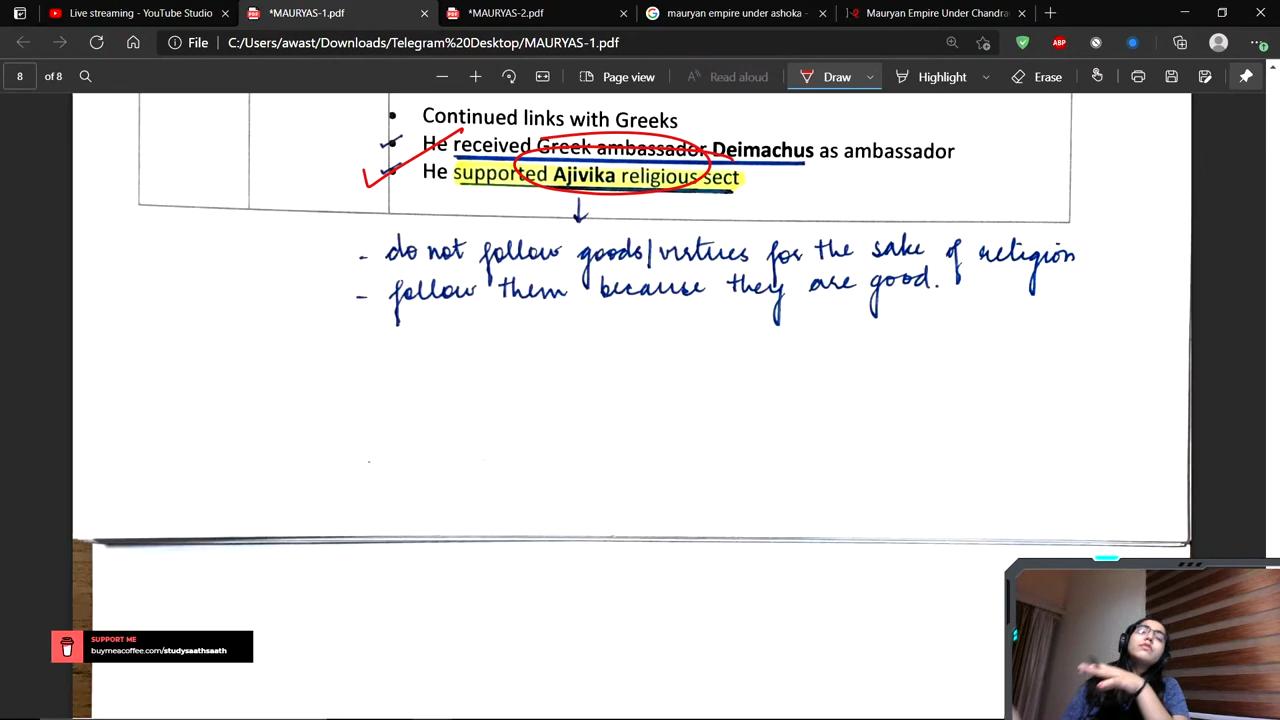 Live streaming - YouTube Studio
*MAURYAS-1.pdf
*MAURYAS-2.pdf
mauryan empire under ashoka -
Mauryan Empire Under Chandra
File
C:/Users/awast/Downloads/Telegram%20Desktop/MAURYAS-1.pdf
ABP
8 of 8
Page view
Read aloud
Draw
Highlight
Erase
• Continued links with Greeks
• He received Greek ambassador Deimachus as ambassador
• He supported Ajivika religious sect
- do not follow goods/virtues for the sake of religion
- follow them because they are good.
SUPPORT ME
buymeacoffee.com/studysaathsaath